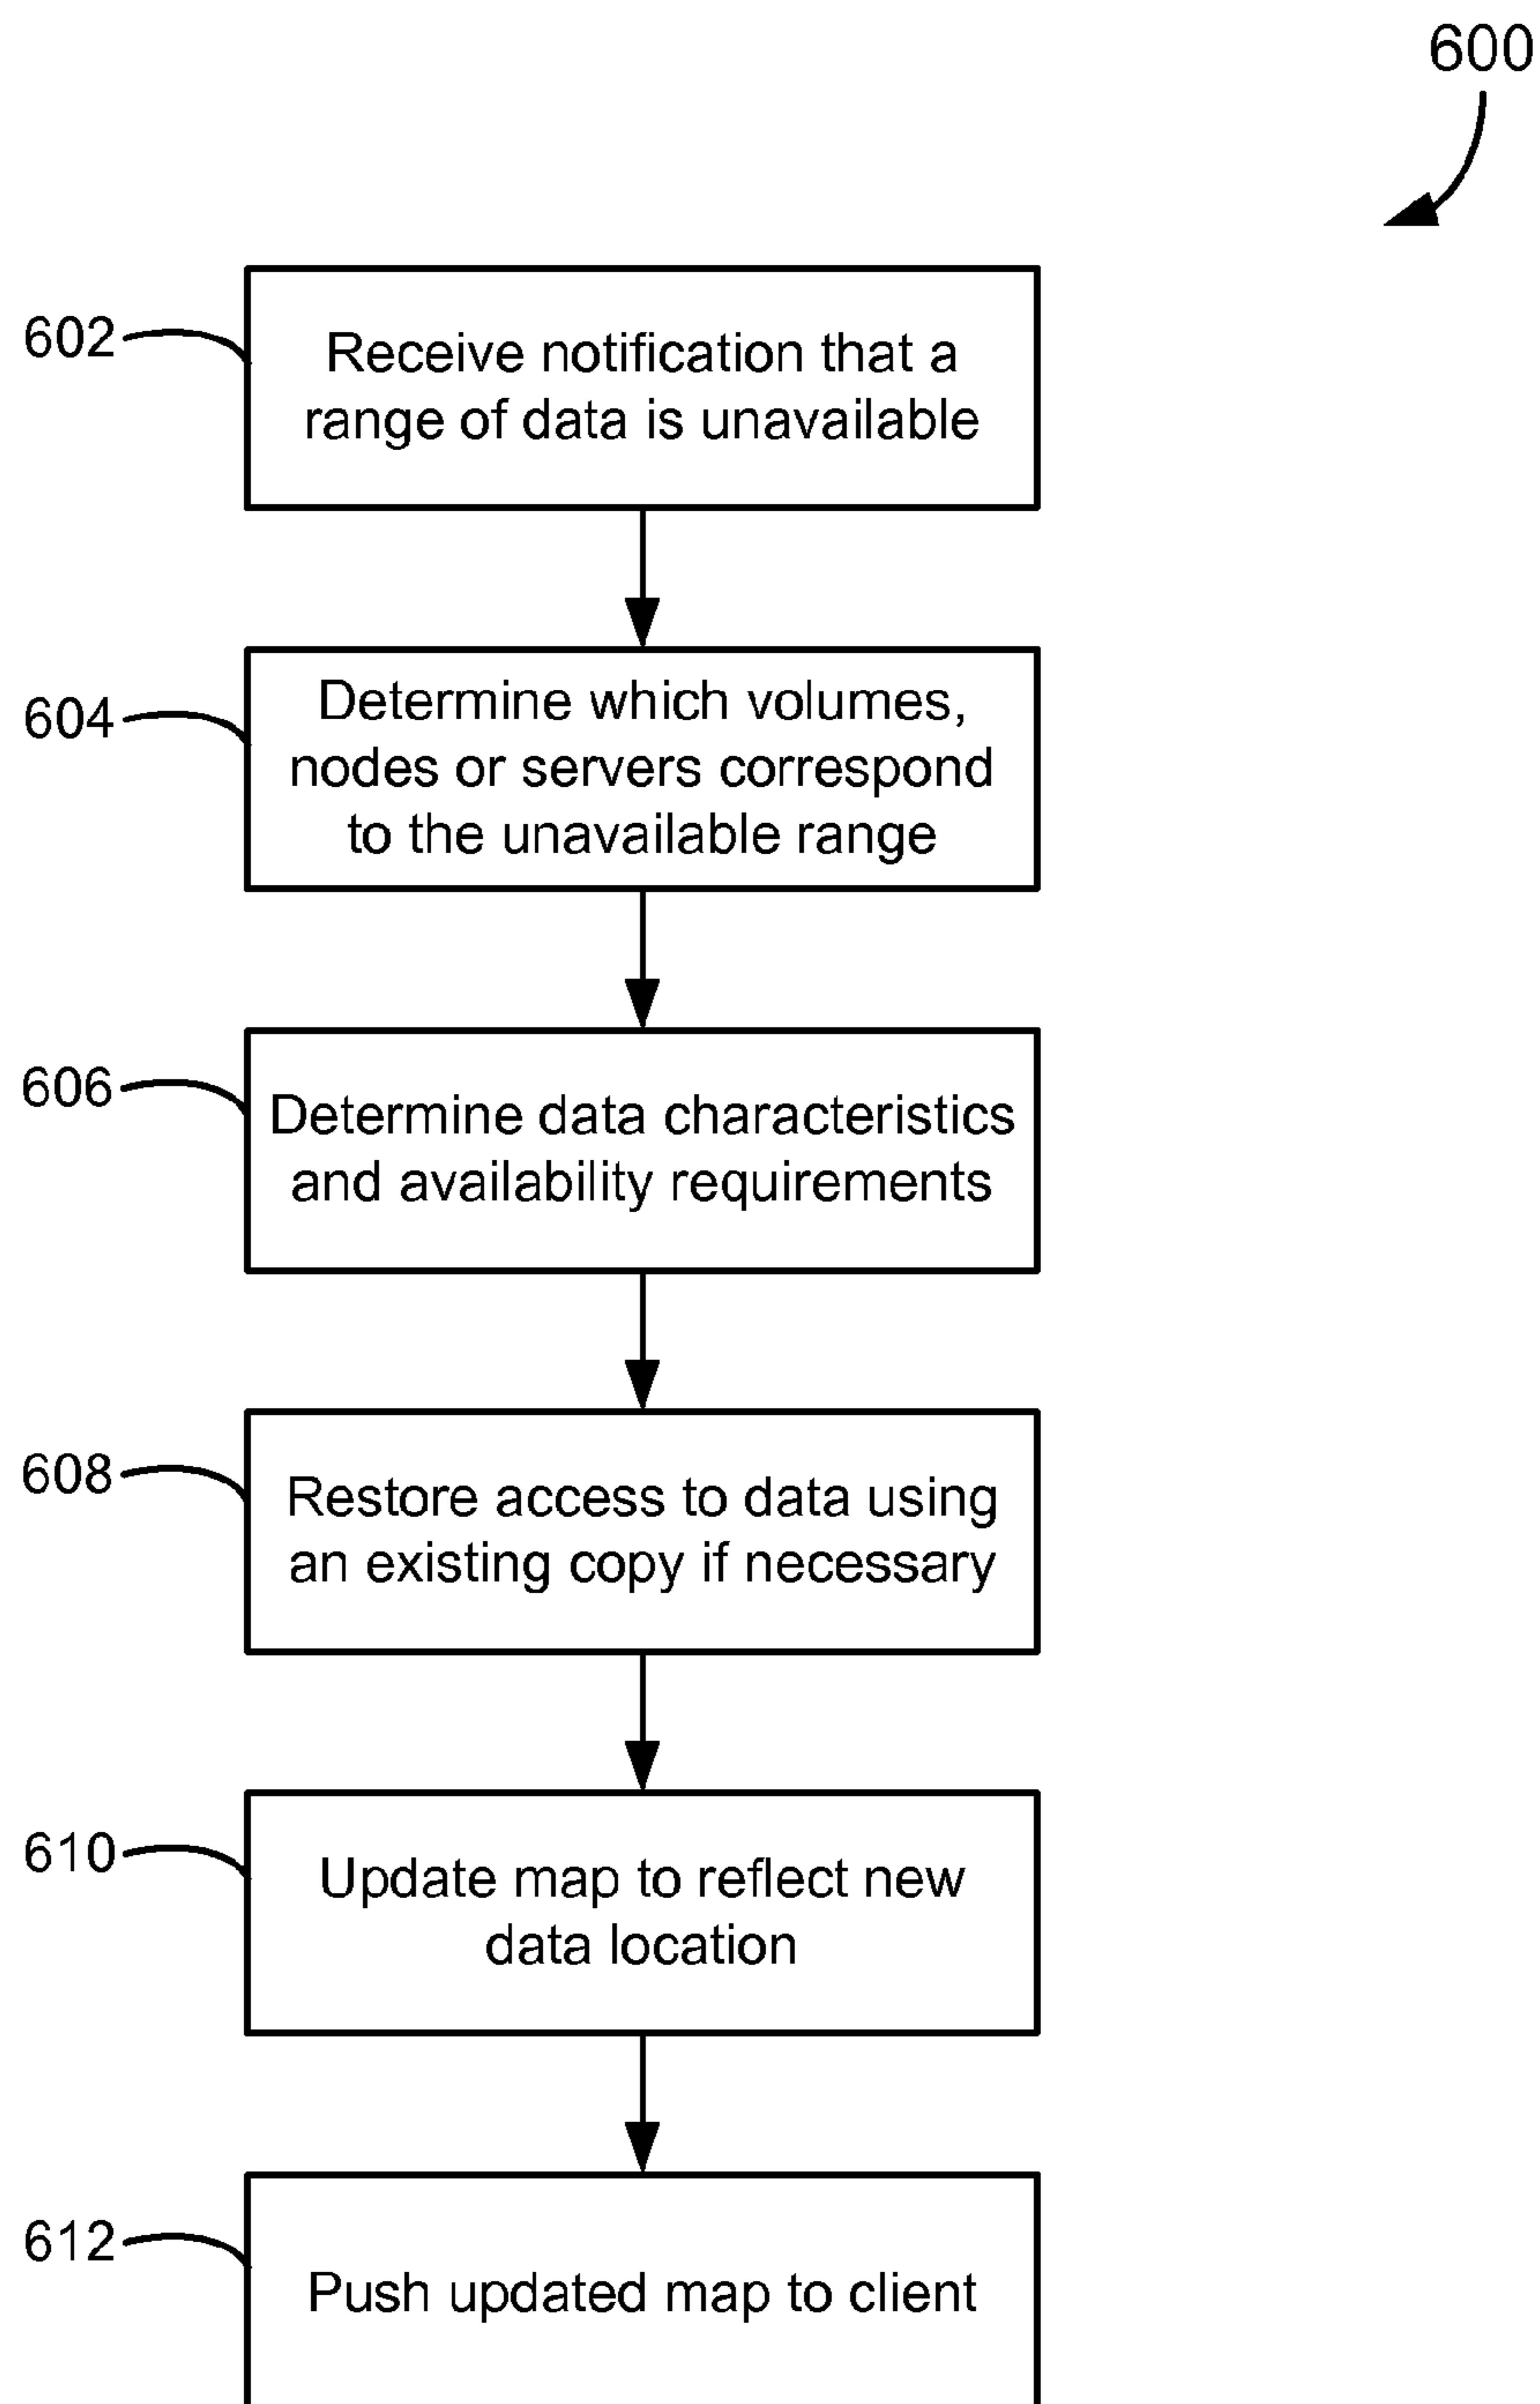 600
602
Receive notification that a
range of data is unavailable
604
Determine which volumes,
nodes or servers correspond
to the unavailable range
606
Determine data characteristics
and availability requirements
608
Restore access to data using
an existing copy if necessary
610
Update map to reflect new
data location
612
Push updated map to client